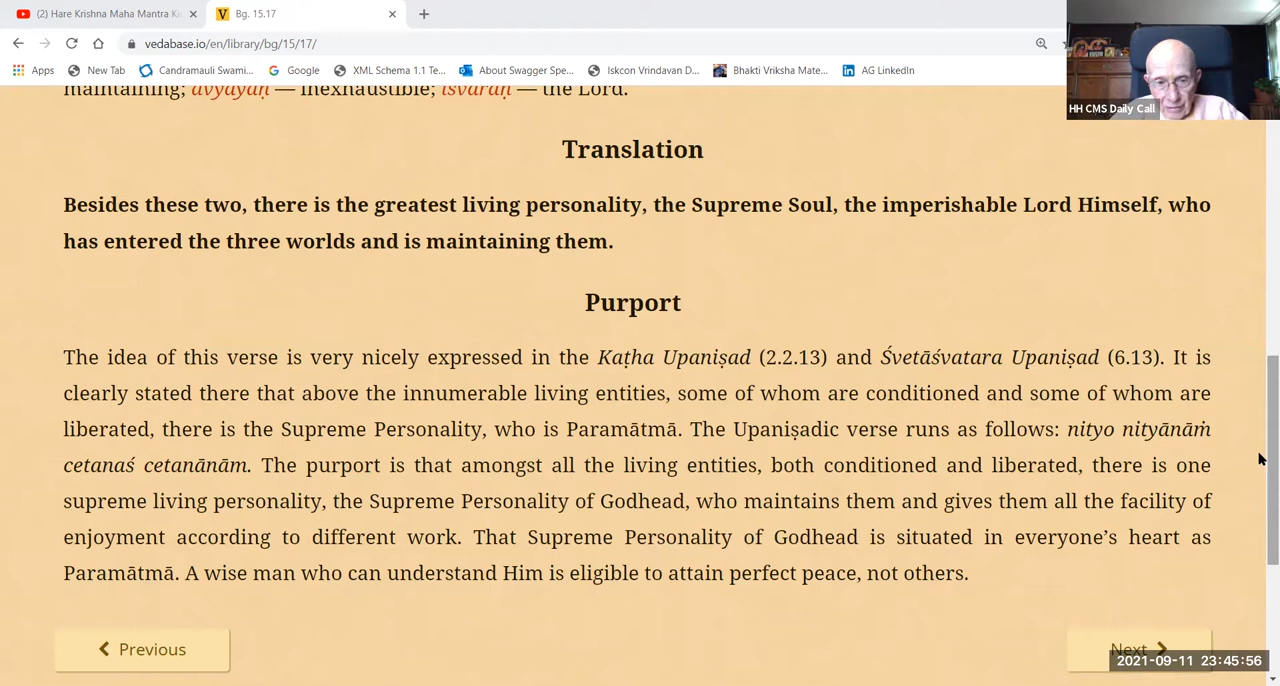 (2) Hare Krishna Maha Mantra Ki
Bg. 15.17
vedabase.io/en/library/bg/15/17/
Apps
New Tab
Candramauli Swami...
Google
XML Schema 1.1 Te...
About Swagger Spe...
Iskcon Vrindavan D...
Bhakti Vriksha Mate...
AG LinkedIn
HH CMS Daily Call
maintaining; avyayaḥ — inexhaustible; īśvaraḥ — the Lord.
Translation
Besides these two, there is the greatest living personality, the Supreme Soul, the imperishable Lord Himself, who
has entered the three worlds and is maintaining them.
Purport
The idea of this verse is very nicely expressed in the Kaṭha Upaniṣad (2.2.13) and Śvetāśvatara Upaniṣad (6.13). It is
clearly stated there that above the innumerable living entities, some of whom are conditioned and some of whom are
liberated, there is the Supreme Personality, who is Paramātmā. The Upaniṣadic verse runs as follows: nityo nityānāṁ
cetanaś cetanānām. The purport is that amongst all the living entities, both conditioned and liberated, there is one
supreme living personality, the Supreme Personality of Godhead, who maintains them and gives them all the facility of
enjoyment according to different work. That Supreme Personality of Godhead is situated in everyone’s heart as
Paramātmā. A wise man who can understand Him is eligible to attain perfect peace, not others.
Previous
Next
2021-09-11 23:45:56